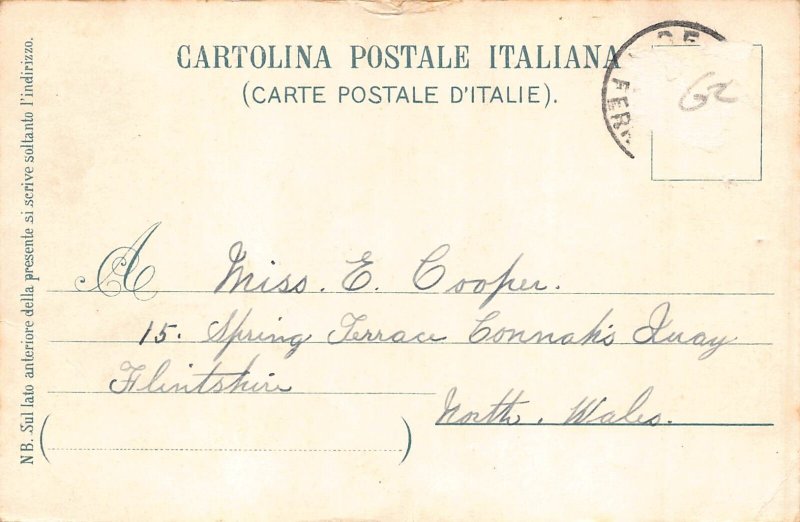 CARTOLINA POSTALE ITALIANA
(CARTE POSTALE D'ITALIE).
NB. Sul lato anteriore della presente si scrive soltanto l'indirizzo.
FER
62
A Miss. E. Cooper.
15. Spring Terrace Connah's Quay
Flintshire
North. Wales.